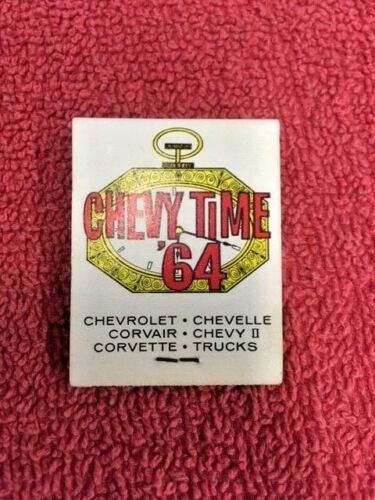 CHEVY TIME
'64
CHEVROLET • CHEVELLE
CORVAIR • CHEVY II
CORVETTE • TRUCKS